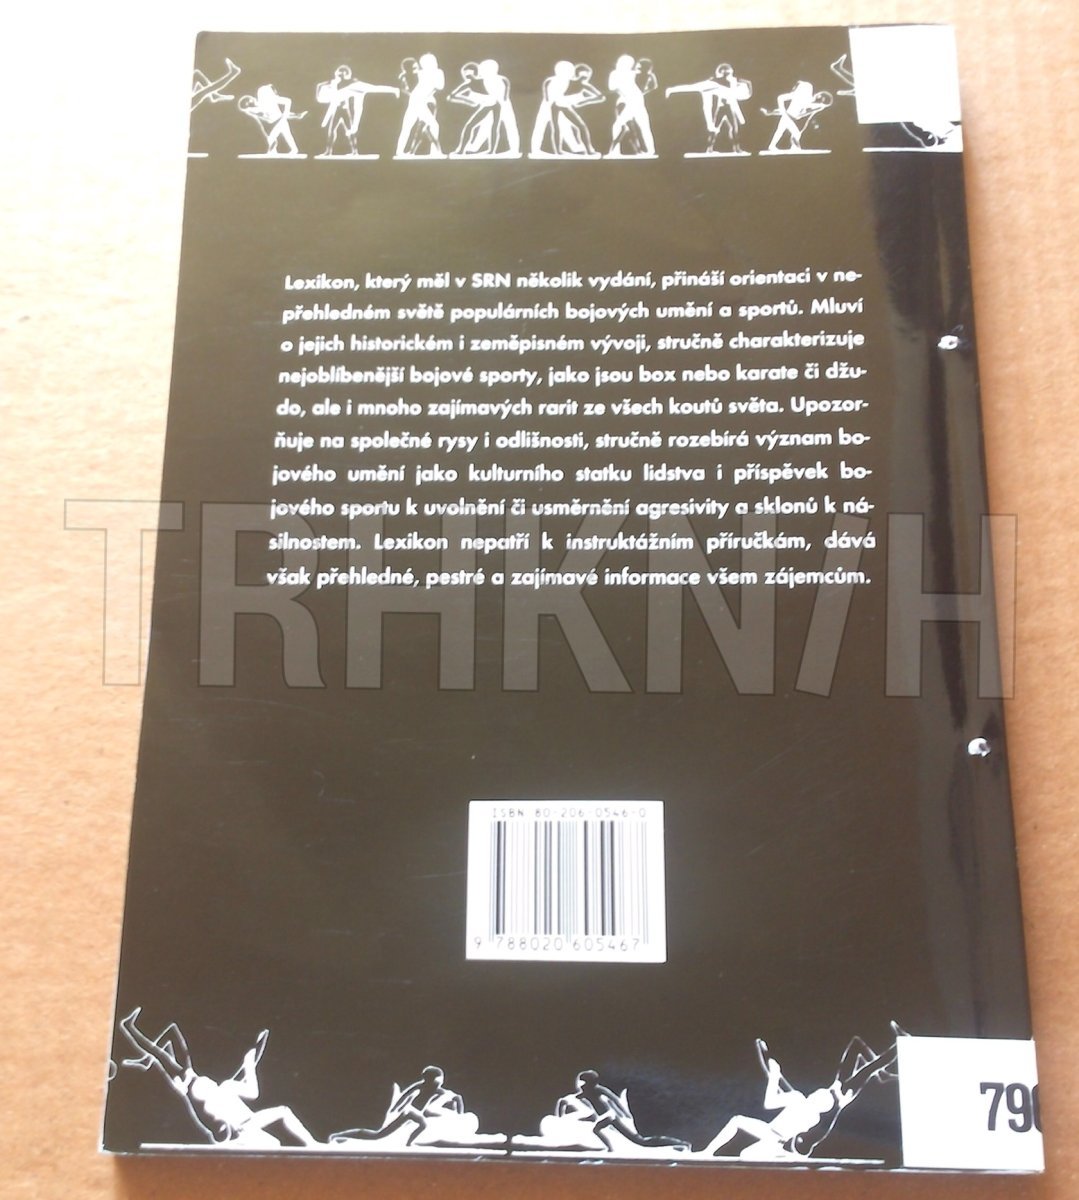 Lexikon, který měl v SRN několik vydání, přináší orientaci v ne-
přehledném světě populárních bojových umění a sportů. Mluví
o jejich historickém i zeměpisném vývoji, stručně charakterizuje
nejoblíbenější bojové sporty, jako jsou box nebo karate či džu-
do, ale i mnoho zajímavých rarit ze všech koutů světa. Upozor-
ňuje na společné rysy i odlišnosti, stručně rozebírá význam bo-
jového umění jako kulturního statku lidstva i příspěvek bo-
jového sportu k uvolnění či usměrnění agresivity a sklonů k ná-
silnostem. Lexikon nepatří k instruktážním příručkám, dává
však přehledné, pestré a zajímavé informace všem zájemcům.
TRHKNIH
ISBN 80-206-0546-0
9 788020 605467
796